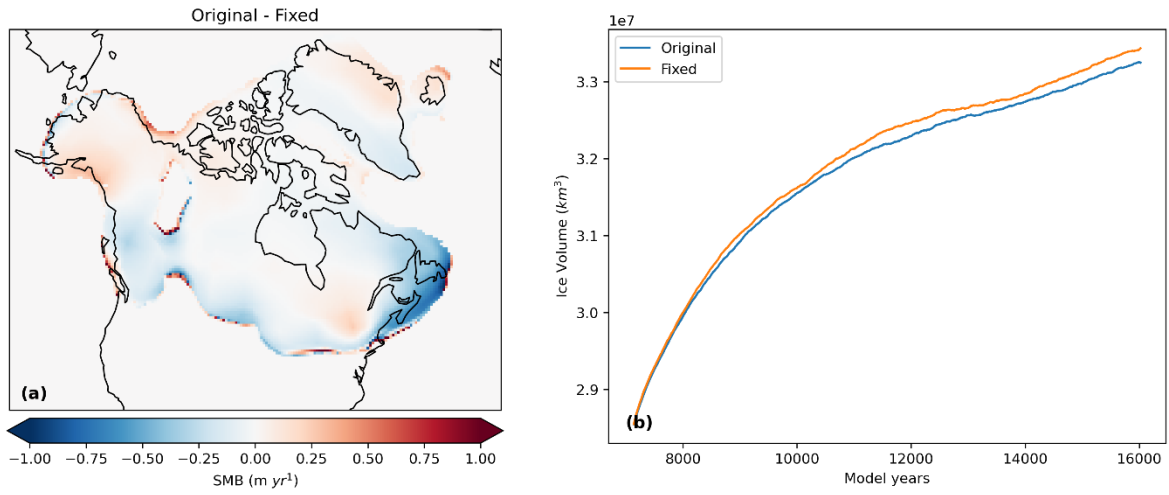 Original - Fixed
(a)
−1.00 −0.75 −0.50 −0.25 0.00 0.25 0.50 0.75 1.00
SMB (m yr¹)
1e7
Original
Fixed
3.3
3.2
3.1
3.0
2.9
Ice Volume (km³)
(b)
8000 10000 12000 14000 16000
Model years